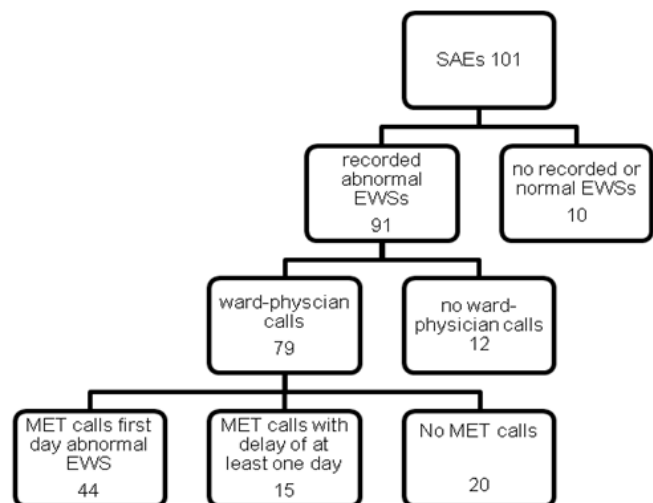 SAEs 101
recorded
abnormal
EWSs
91
no recorded or
normal EWSs
10
ward-physcian
calls
79
no ward-
physician calls
12
MET calls first
day abnormal
EWS
44
MET calls with
delay of at
least one day
15
No MET calls
20